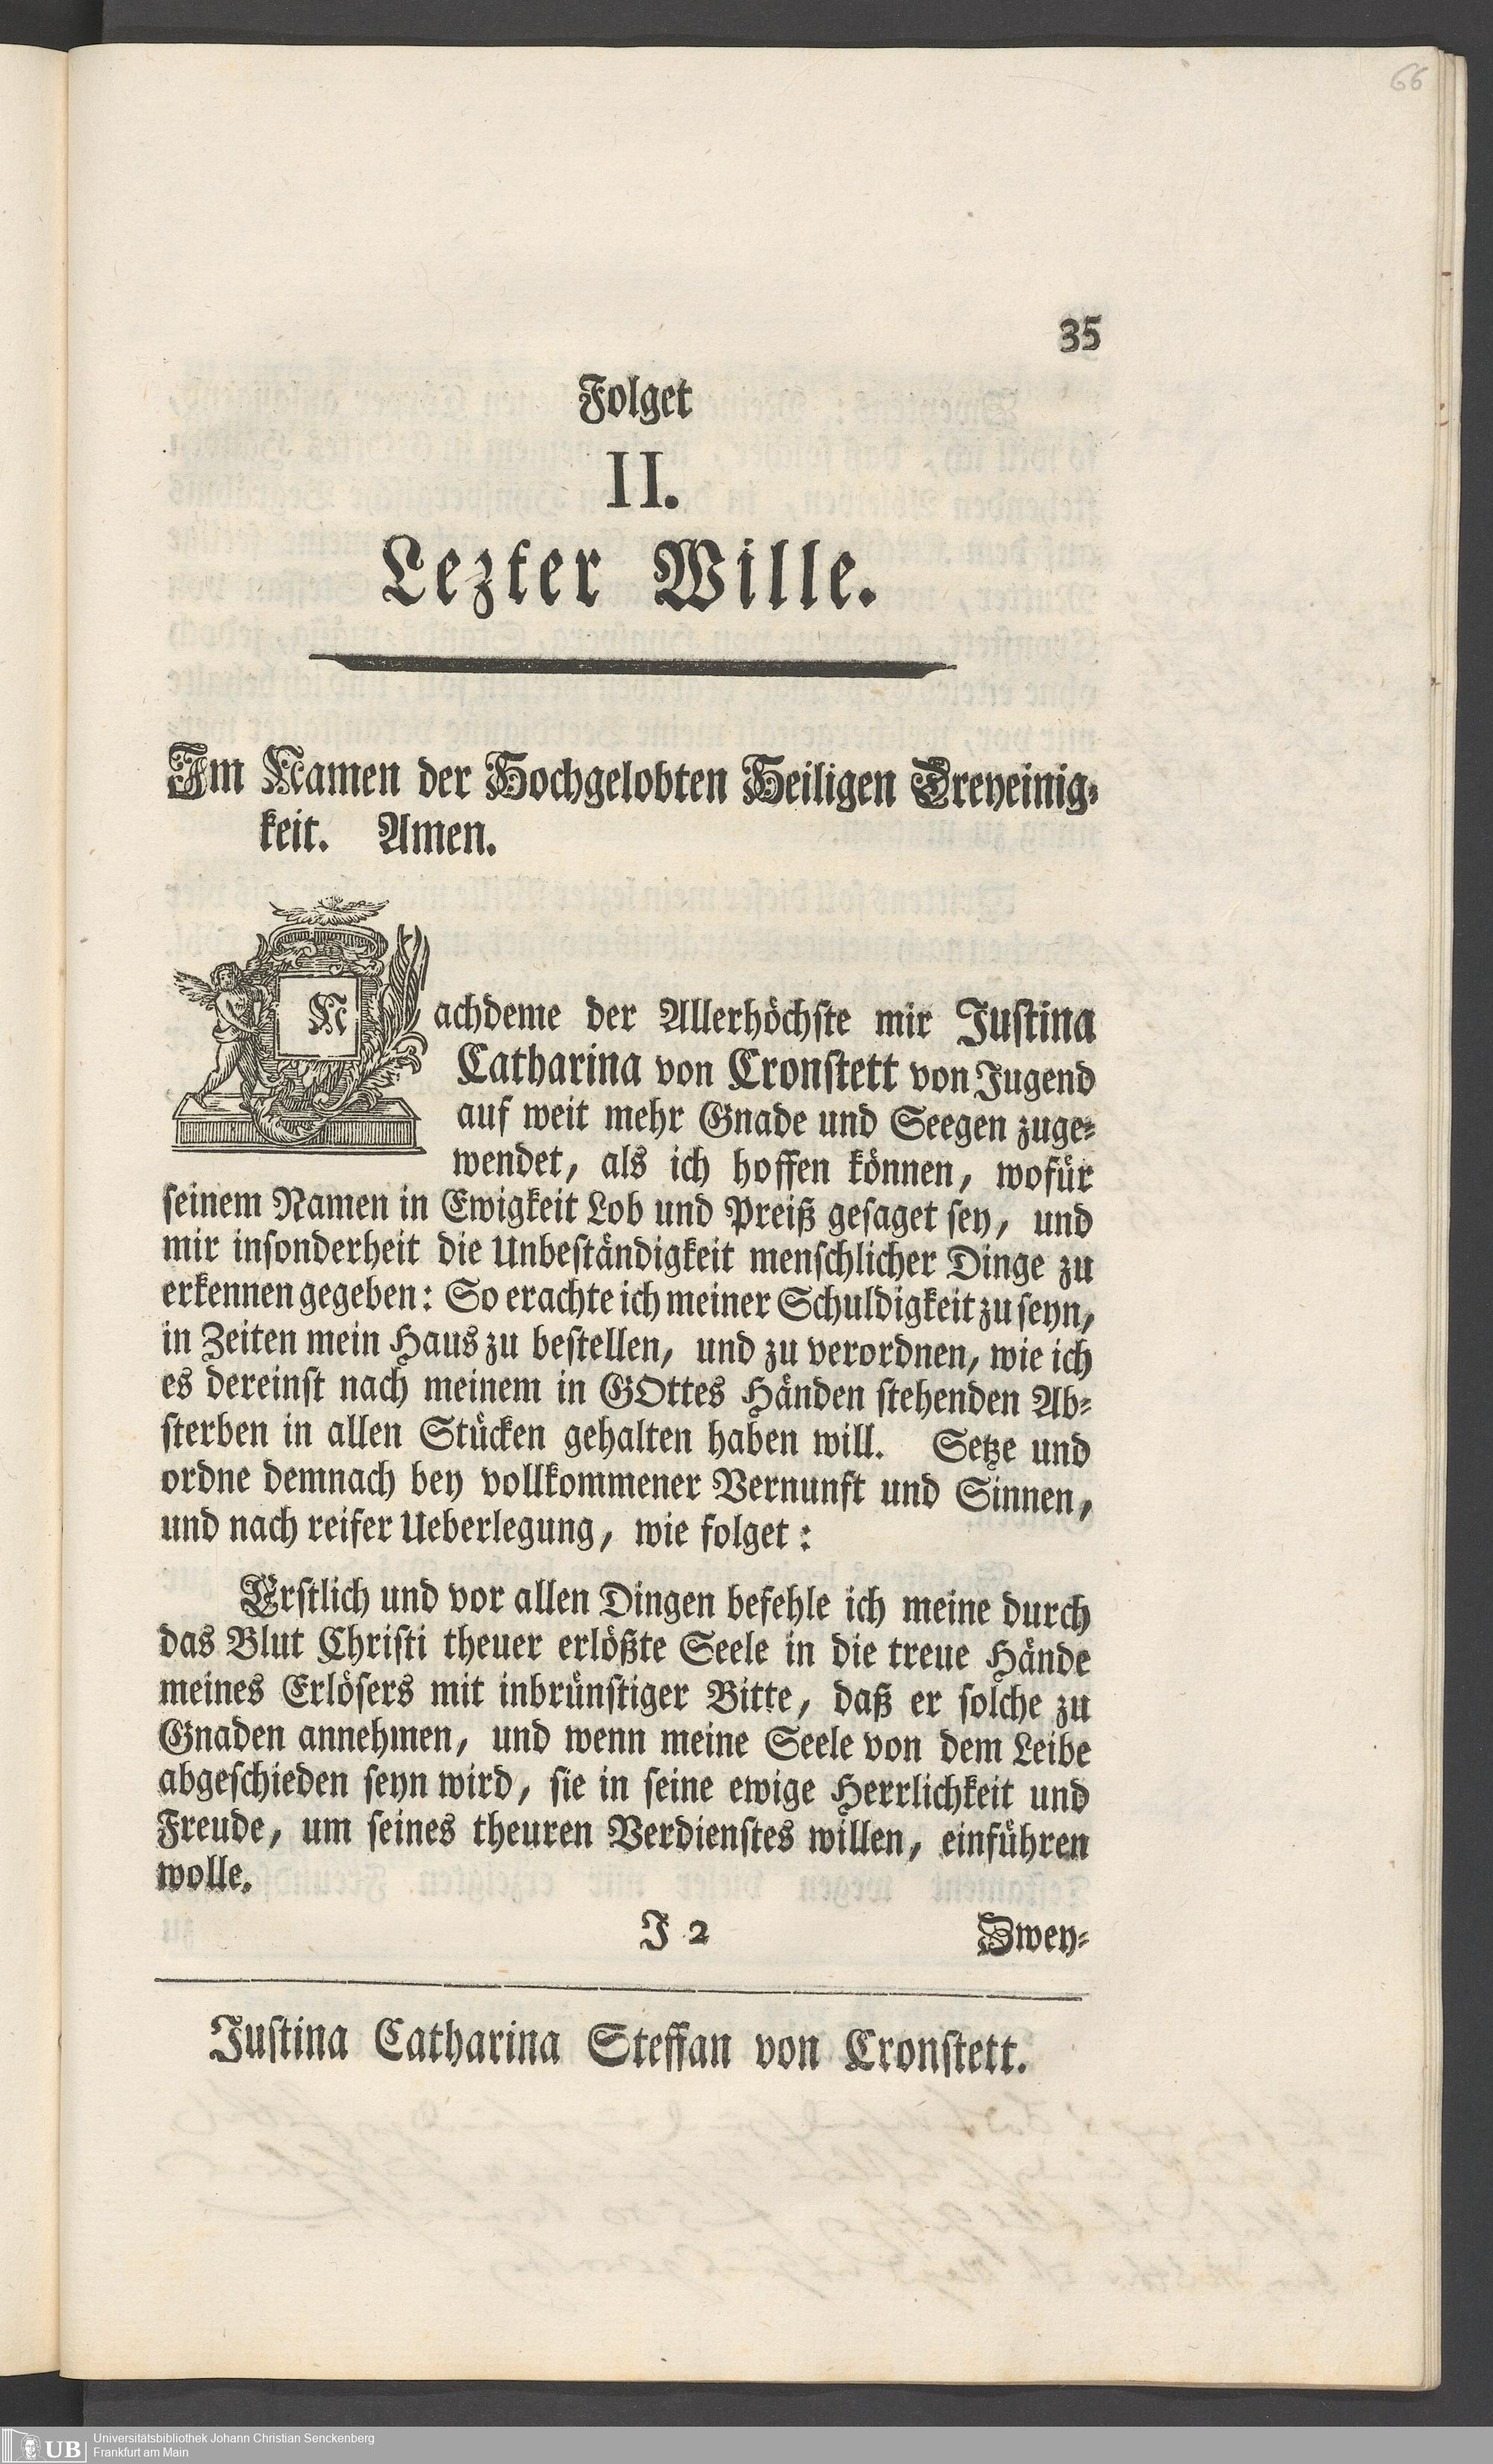 66
35
Folget
II.
Lezter Wille.
Im Namen der Hochgelobten Heiligen Dreyeinig-
keit. Amen.
Nachdeme der Allerhöchste mir Justina
Catharina von Cronstett von Jugend
auf weit mehr Gnade und Seegen zuge-
wendet, als ich hoffen können, wofür
seinem Namen in Ewigkeit Lob und Preiß gesaget sey, und
mir insonderheit die Unbeständigkeit menschlicher Dinge zu
erkennen gegeben: So erachte ich meiner Schuldigkeit zu seyn,
in Zeiten mein Haus zu bestellen, und zu verordnen, wie ich
es dereinst nach meinem in GOttes Händen stehenden Ab-
sterben in allen Stücken gehalten haben will. Setze und
ordne demnach bey vollkommener Vernunft und Sinnen,
und nach reifer Ueberlegung, wie folget:
Erstlich und vor allen Dingen befehle ich meine durch
das Blut Christi theuer erlößte Seele in die treue Hände
meines Erlösers mit inbrünstiger Bitte, daß er solche zu
Gnaden annehmen, und wenn meine Seele von dem Leibe
abgeschieden seyn wird, sie in seine ewige Herrlichkeit und
Freude, um seines theuren Verdienstes willen, einführen
wolle.
J 2 Zwey-
Justina Catharina Steffan von Cronstett.
UB
Universitätsbibliothek Johann Christian Senckenberg
Frankfurt am Main